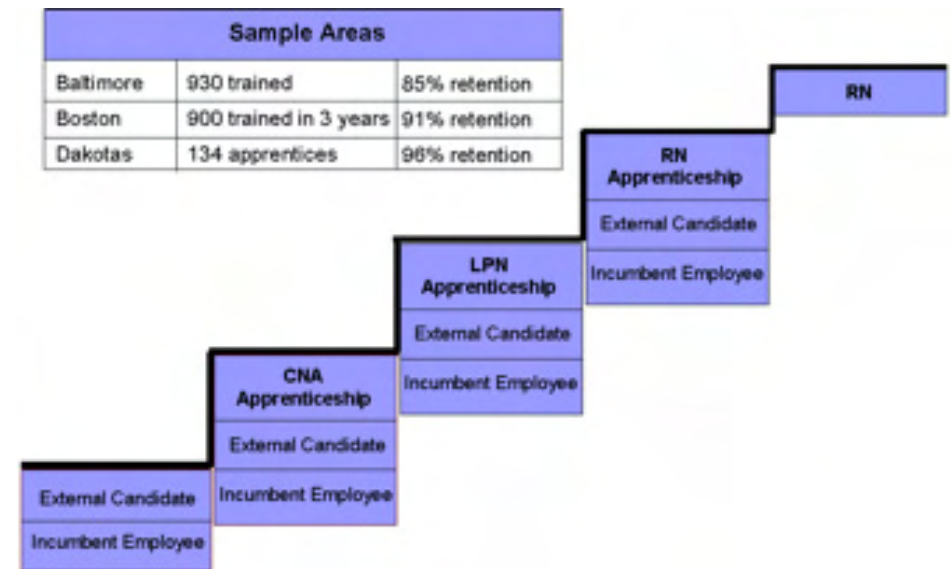 Sample Areas
Baltimore 930 trained 85% retention
Boston 900 trained in 3 years 91% retention
Dakotas 134 apprentices 96% retention
RN
RN
Apprenticeship
External Candidate
Incumbent Employee
LPN
Apprenticeship
External Candidate
Incumbent Employee
CNA
Apprenticeship
External Candidate
Incumbent Employee
External Candidate
Incumbent Employee